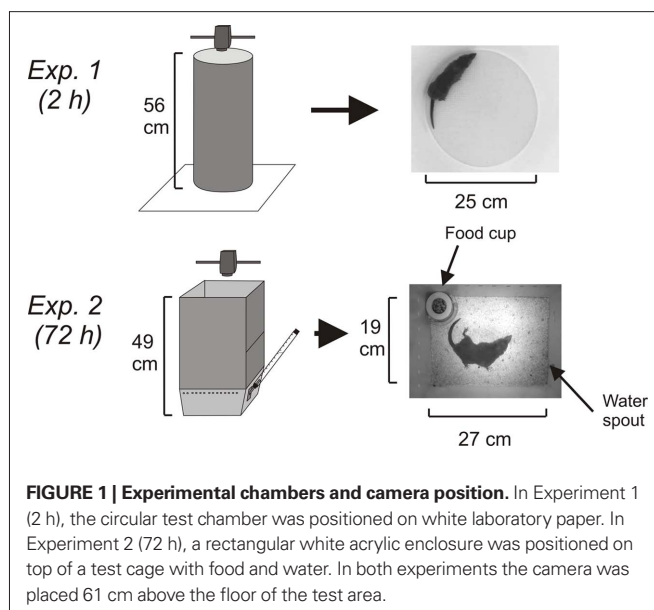 Exp. 1
(2 h)
56
cm
25 cm
Food cup
Exp. 2
(72 h)
49
cm
19
cm
Water
spout
27 cm
FIGURE 1 | Experimental chambers and camera position. In Experiment 1
(2 h), the circular test chamber was positioned on white laboratory paper. In
Experiment 2 (72 h), a rectangular white acrylic enclosure was positioned on
top of a test cage with food and water. In both experiments the camera was
placed 61 cm above the floor of the test area.